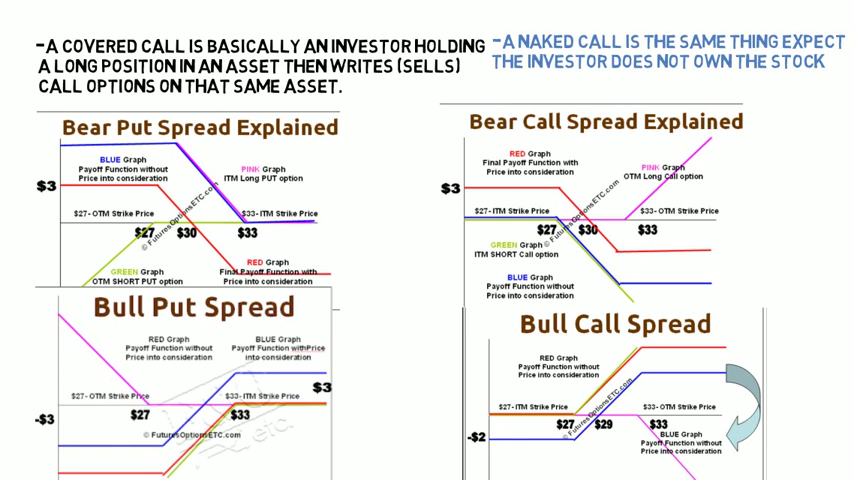 -A COVERED CALL IS BASICALLY AN INVESTOR HOLDING
A LONG POSITION IN AN ASSET THEN WRITES (SELLS)
CALL OPTIONS ON THAT SAME ASSET.
-A NAKED CALL IS THE SAME THING EXPECT
THE INVESTOR DOES NOT OWN THE STOCK
Bear Put Spread Explained
BLUE Graph
Payoff Function without
Price into consideration
PINK Graph
ITM Long PUT option
$3
$27- OTM Strike Price
$33- ITM Strike Price
$27
$30
$33
© FuturesOptionsETC.com
GREEN Graph
OTM SHORT PUT option
RED Graph
Final Payoff Function with
Price into consideration
Bear Call Spread Explained
RED Graph
Final Payoff Function with
Price into consideration
PINK Graph
OTM Long Call option
$3
$27- ITM Strike Price
$33- OTM Strike Price
$27
$30
$33
© FuturesOptionsETC.com
GREEN Graph
ITM SHORT Call option
BLUE Graph
Payoff Function without
Price into consideration
Bull Put Spread
RED Graph
Payoff Function without
Price into consideration
BLUE Graph
Payoff Function withPrice
into consideration
$3
$27- OTM Strike Price
$33- ITM Strike Price
-$3
$27
$33
© FuturesOptionsETC.com
etc.
Bull Call Spread
RED Graph
Payoff Function without
Price into consideration
$27- ITM Strike Price
$33- OTM Strike Price
$27
$29
$33
-$2
© FuturesOptionsETC.com
BLUE Graph
Payoff Function without
Price into consideration